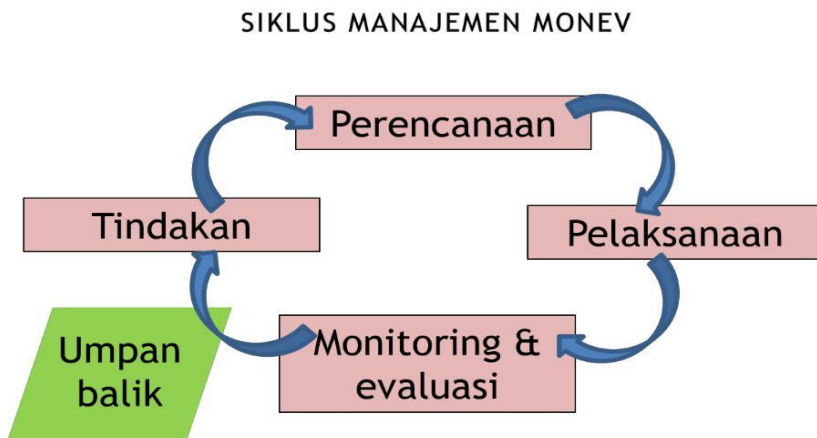 SIKLUS MANAJEMEN MONEV
Perencanaan
Tindakan
Pelaksanaan
Umpan
balik
Monitoring &
evaluasi